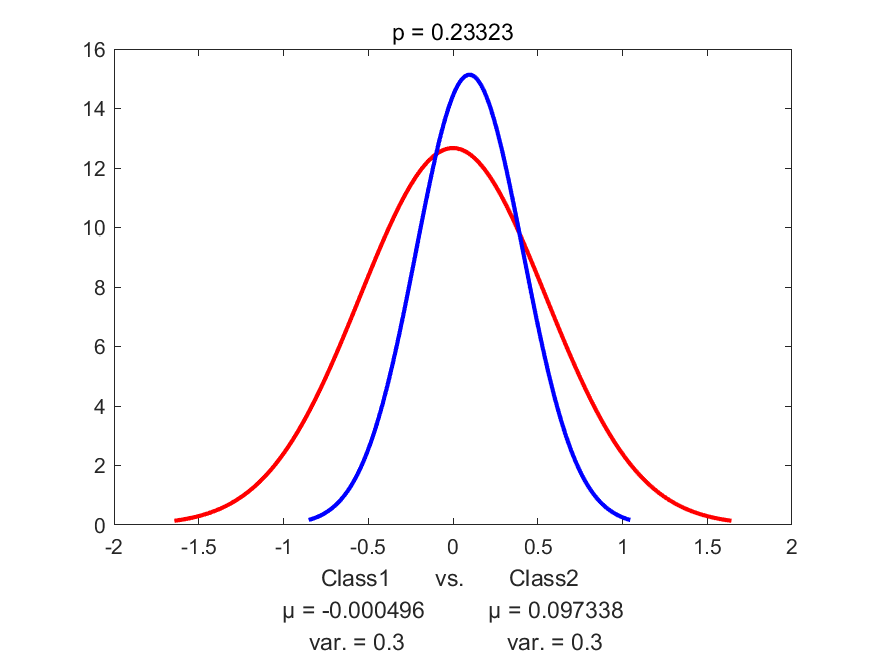 p = 0.23323
16
14
12
10
8
6
4
2
0
-2 -1.5 -1 -0.5 0 0.5 1 1.5 2
Class1 vs. Class2
μ = -0.000496 μ = 0.097338
var. = 0.3 var. = 0.3